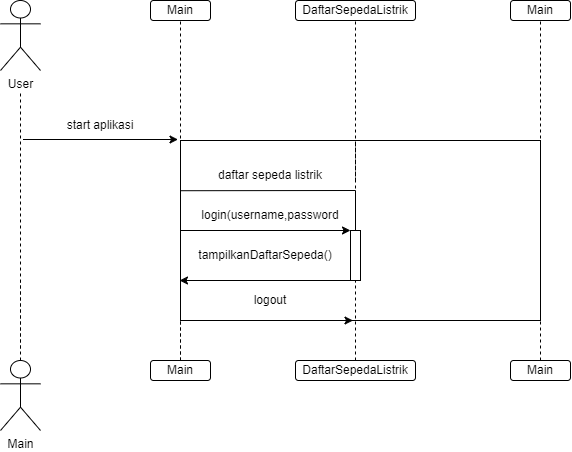 Main
DaftarSepedaListrik
Main
User
start aplikasi
daftar sepeda listrik
login(username,password
tampilkanDaftarSepeda()
logout
Main
DaftarSepedaListrik
Main
Main